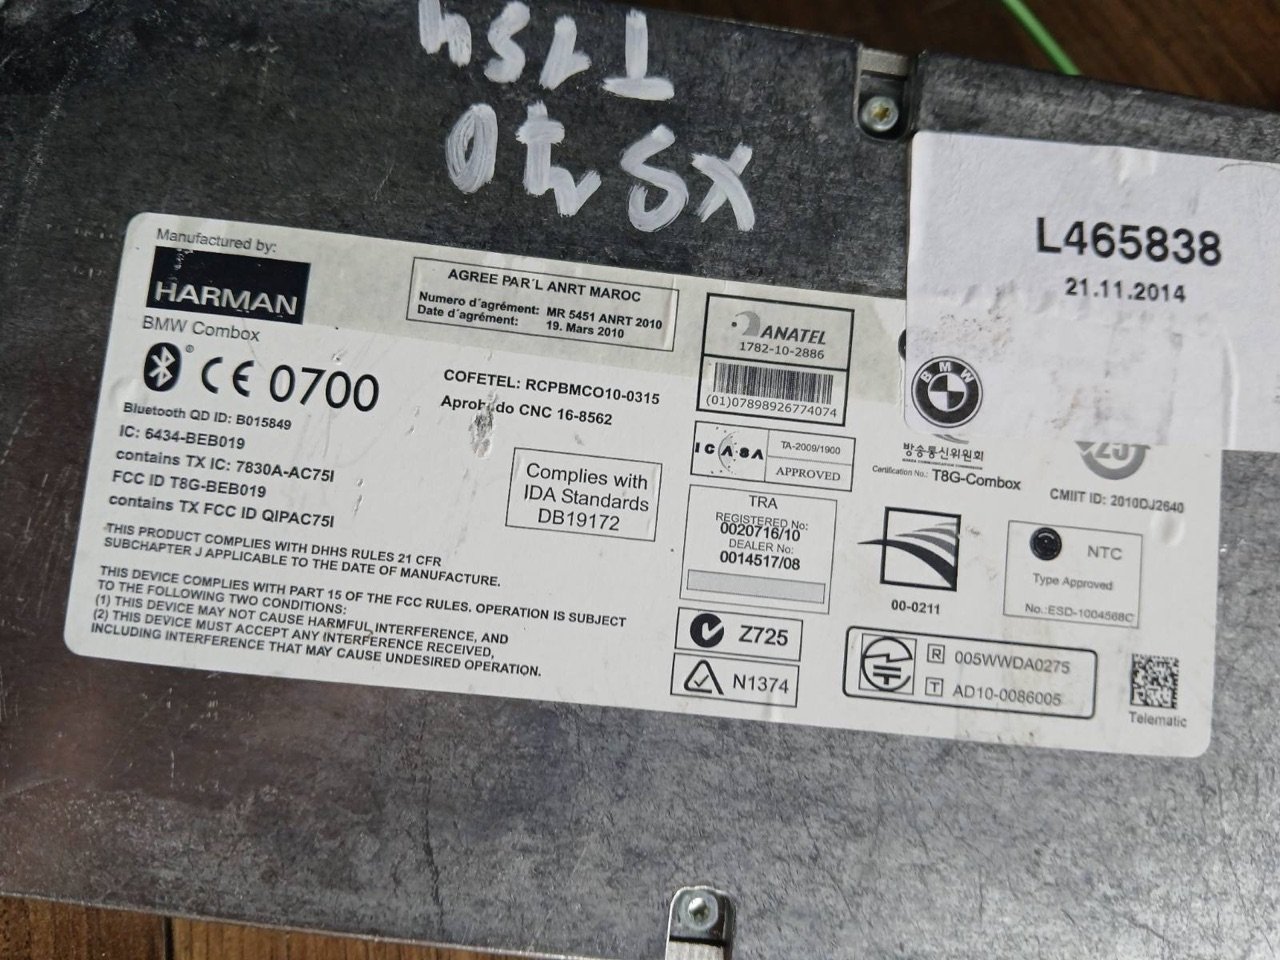 L465838
21.11.2014
Manufactured by:
HARMAN
BMW Combox
CE 0700
Bluetooth QD ID: B015849
IC: 6434-BEB019
contains TX IC: 7830A-AC75I
FCC ID T8G-BEB019
contains TX FCC ID QIPAC75I
THIS PRODUCT COMPLIES WITH DHHS RULES 21 CFR
SUBCHAPTER J APPLICABLE TO THE DATE OF MANUFACTURE.
THIS DEVICE COMPLIES WITH PART 15 OF THE FCC RULES. OPERATION IS SUBJECT
TO THE FOLLOWING TWO CONDITIONS:
(1) THIS DEVICE MAY NOT CAUSE HARMFUL INTERFERENCE, AND
(2) THIS DEVICE MUST ACCEPT ANY INTERFERENCE RECEIVED,
INCLUDING INTERFERENCE THAT MAY CAUSE UNDESIRED OPERATION.
AGREE PAR´L ANRT MAROC
Numero d´agrément: MR 5451 ANRT 2010
Date d´agrément: 19. Mars 2010
COFETEL: RCPBMCO10-0315
CNC 16-8562
Complies with
IDA Standards
DB19172
ANATEL
1782-10-2886
(01)07898926774074
ICASA
TA-2009/1900
APPROVED
TRA
REGISTERED No:
0020716/10
DEALER No:
0014517/08
Z725
N1374
BMW
방송통신위원회
Certification No.: T8G-Combox
CMIIT ID: 2010DJ2640
00-0211
NTC
Type Approved
No.:ESD-1004568C
R 005WWDA0275
T AD10-0086005
Telematic